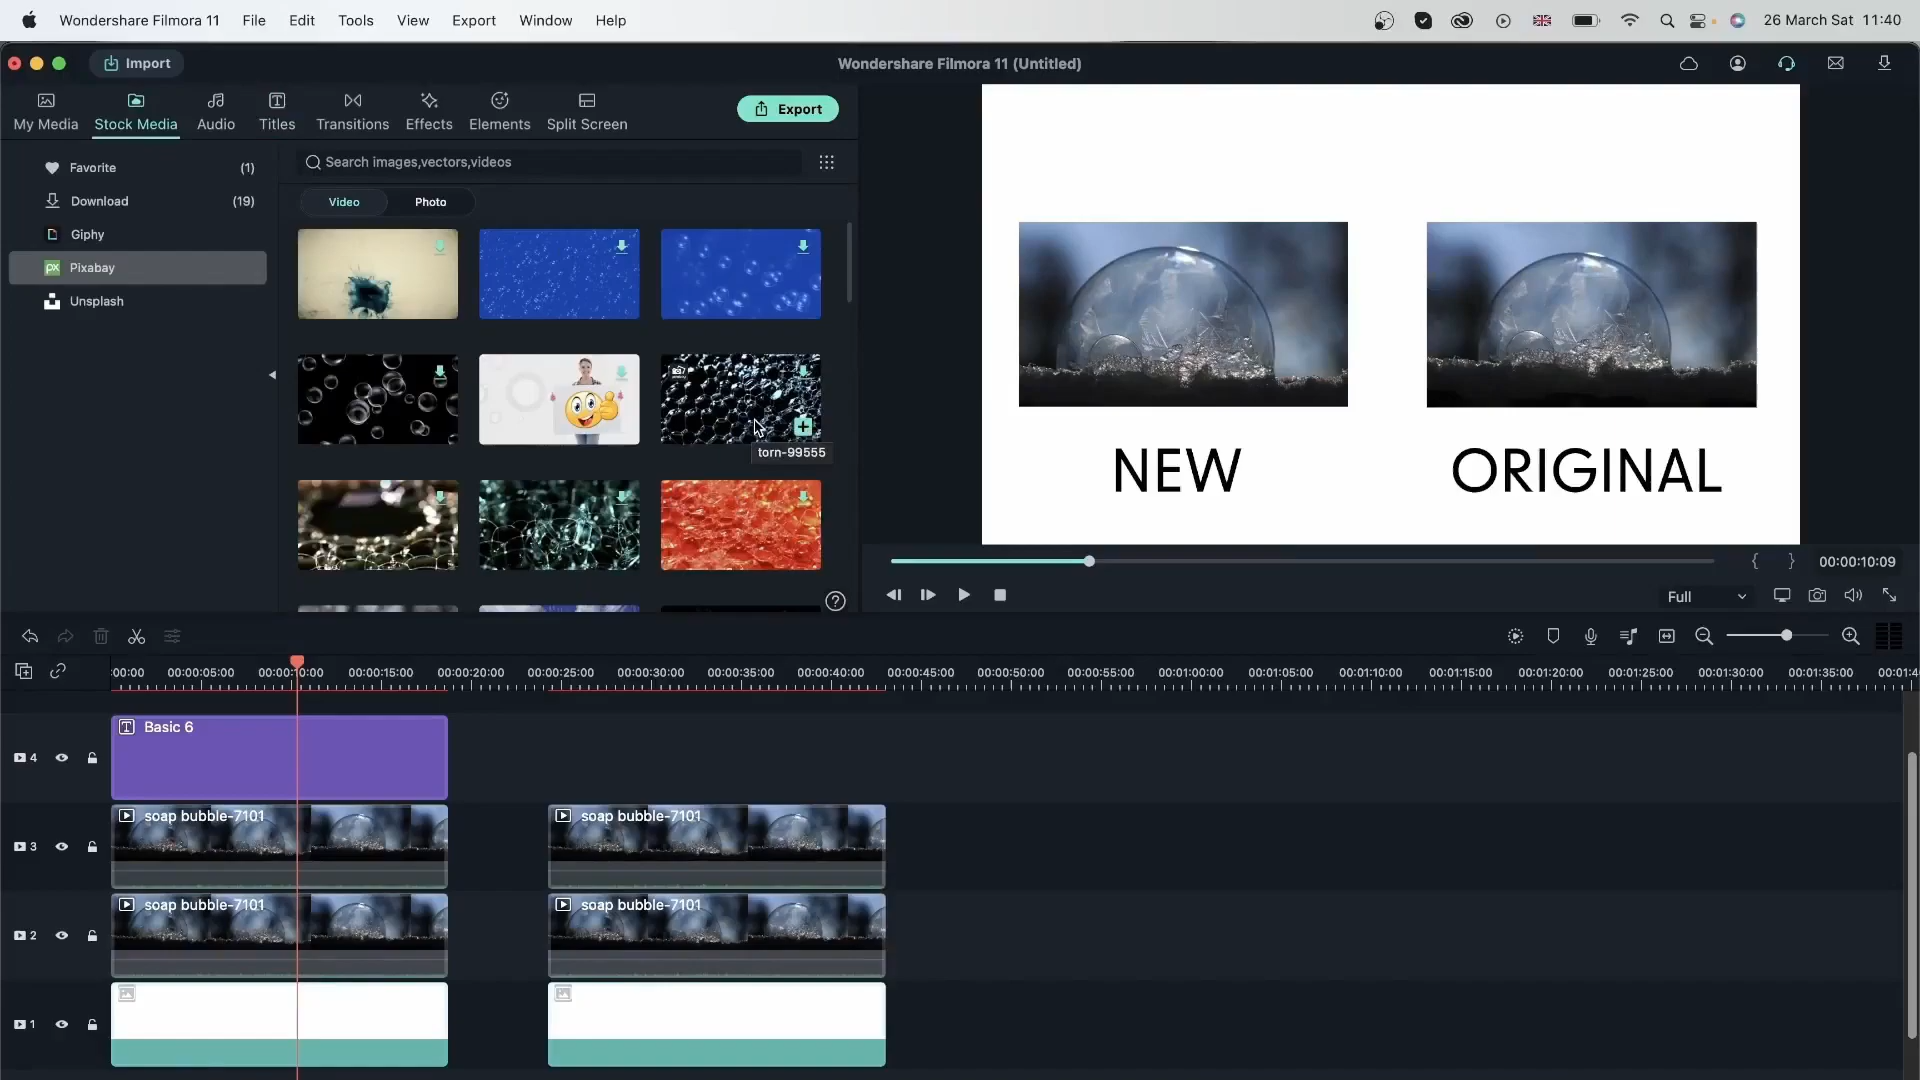 Wondershare Filmora 11 File Edit Tools View Export Window Help 26 March Sat 11:40
Import Wondershare Filmora 11 (Untitled)
My Media Stock Media Audio Titles Transitions Effects Elements Split Screen Export
Favorite (1)
Download (19)
Giphy
Pixabay
Unsplash
Search images,vectors,videos
Video Photo
torn-99555
NEW ORIGINAL
{ } 00:00:10:09
Full
:00:00 00:00:05:00 00:00:10:00 00:00:15:00 00:00:20:00 00:00:25:00 00:00:30:00 00:00:35:00 00:00:40:00 00:00:45:00 00:00:50:00 00:00:55:00 00:01:00:00 00:01:05:00 00:01:10:00 00:01:15:00 00:01:20:00 00:01:25:00 00:01:30:00 00:01:35:00 00:01:4
Basic 6
4
soap bubble-7101 soap bubble-7101
3
soap bubble-7101 soap bubble-7101
2
1